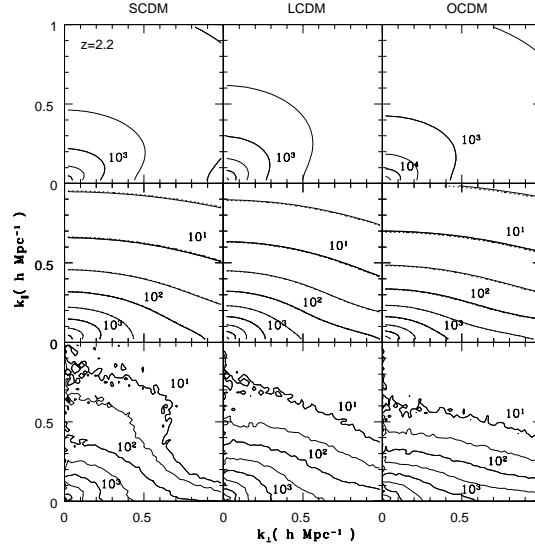 SCDM LCDM OCDM
z=2.2
1
0.5
0
10³ 10³ 10⁴ 10³
0.5
0
10¹ 10¹ 10¹
10² 10² 10²
10³ 10³ 10³
0.5
0
10¹ 10¹ 10¹
10² 10² 10²
10³ 10³ 10³
0 0.5 0 0.5 0 0.5
k∥( h Mpc⁻¹)
k⊥( h Mpc⁻¹ )